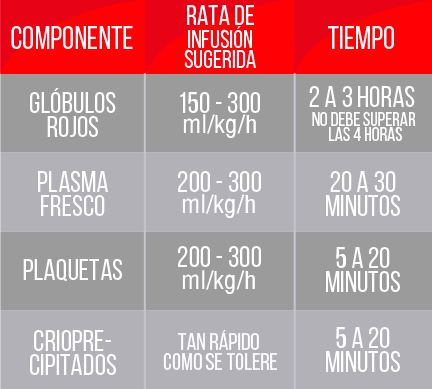 COMPONENTE
RATA DE
INFUSIÓN
SUGERIDA
TIEMPO
GLÓBULOS
ROJOS
150 - 300
ml/kg/h
2 A 3 HORAS
NO DEBE SUPERAR
LAS 4 HORAS
PLASMA
FRESCO
200 - 300
ml/kg/h
20 A 30
MINUTOS
PLAQUETAS
200 - 300
ml/kg/h
5 A 20
MINUTOS
CRIOPRE-
CIPITADOS
TAN RÁPIDO
COMO SE TOLERE
5 A 20
MINUTOS